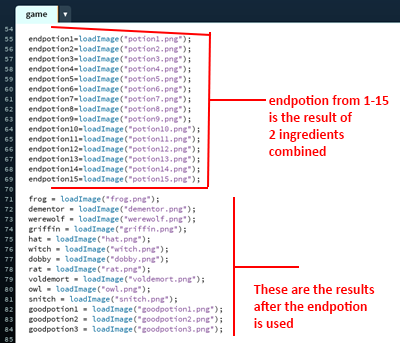 game
54
55 endpotion1=loadImage("potion1.png");
56 endpotion2=loadImage("potion2.png");
57 endpotion3=loadImage("potion3.png");
58 endpotion4=loadImage("potion4.png");
59 endpotion5=loadImage("potion5.png");
60 endpotion6=loadImage("potion6.png");
61 endpotion7=loadImage("potion7.png");
62 endpotion8=loadImage("potion8.png");
63 endpotion9=loadImage("potion9.png");
64 endpotion10=loadImage("potion10.png");
65 endpotion11=loadImage("potion11.png");
66 endpotion12=loadImage("potion12.png");
67 endpotion13=loadImage("potion13.png");
68 endpotion14=loadImage("potion14.png");
69 endpotion15=loadImage("potion15.png");
70
endpotion from 1-15
is the result of
2 ingredients
combined
71 frog = loadImage("frog.png");
72 dementor = loadImage("dementor.png");
73 werewolf = loadImage("werewolf.png");
74 griffin = loadImage("griffin.png");
75 hat = loadImage("hat.png");
76 witch = loadImage("witch.png");
77 dobby = loadImage("dobby.png");
78 rat = loadImage("rat.png");
79 voldemort = loadImage("voldemort.png");
80 owl = loadImage("owl.png");
81 snitch = loadImage("snitch.png");
82 goodpotion1 = loadImage("goodpotion1.png");
83 goodpotion2 = loadImage("goodpotion2.png");
84 goodpotion3 = loadImage("goodpotion3.png");
85
These are the results
after the endpotion
is used